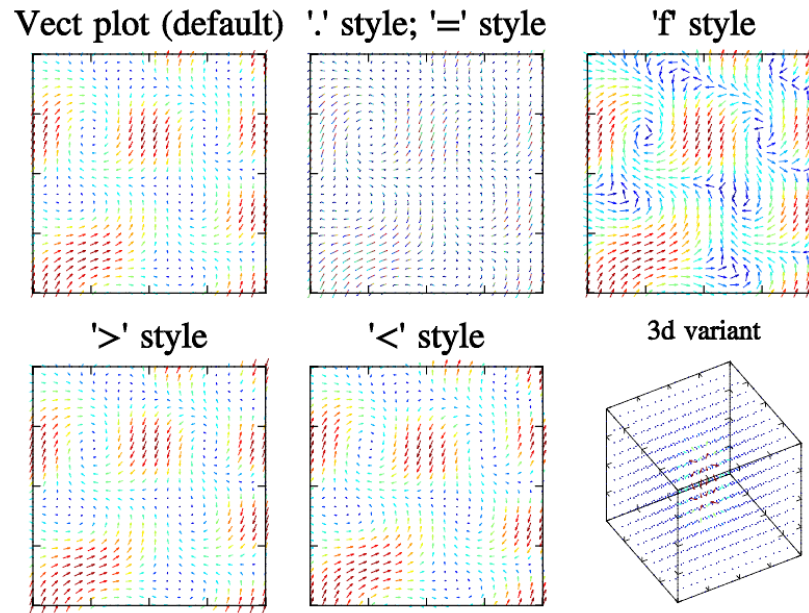 Vect plot (default)
'.' style; '=' style
'f' style
'>' style
'<' style
3d variant